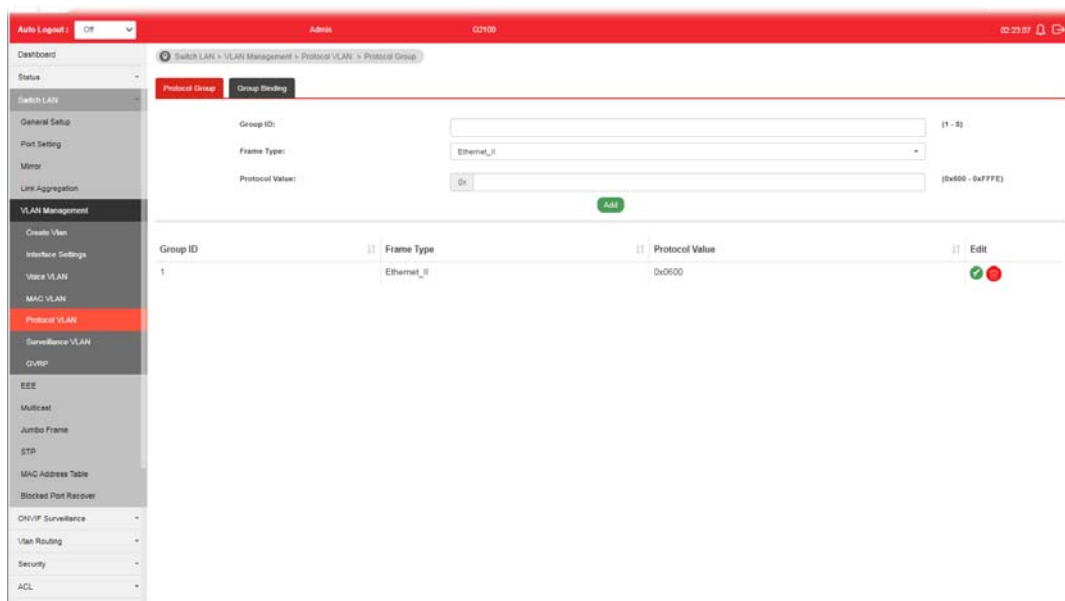 Auto Logout : Off Admin G2100 02:23:07
Dashboard
Switch LAN > VLAN Management > Protocol VLAN > Protocol Group
Status
Switch LAN
Protocol Group Group Binding
General Setup
Port Setting
Mirror
Link Aggregation
VLAN Management
Create Vlan
Interface Settings
Voice VLAN
MAC VLAN
Protocol VLAN
Surveillance VLAN
GVRP
EEE
Multicast
Jumbo Frame
STP
MAC Address Table
Blocked Port Recover
ONVIF Surveillance
Vlan Routing
Security
ACL
Group ID: (1 - 8)
Frame Type: Ethernet_II
Protocol Value: 0x (0x600 - 0xFFFE)
Add
Group ID Frame Type Protocol Value Edit
1 Ethernet_II 0x0600